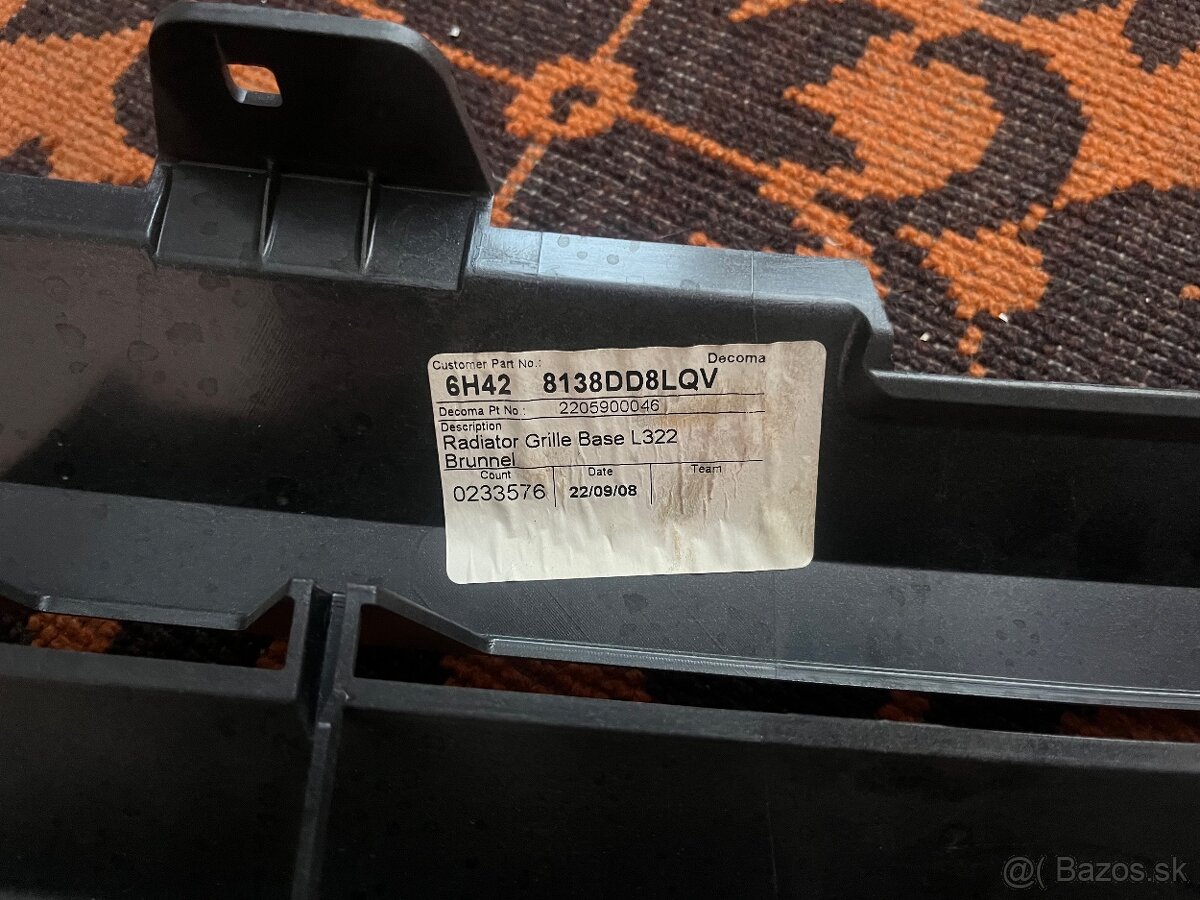 Customer Part No.: Decoma
6H42 8138DD8LQV
Decoma Pt No.: 2205900046
Description
Radiator Grille Base L322
Brunnel
Count Date Team
0233576 22/09/08
@( Bazos.sk